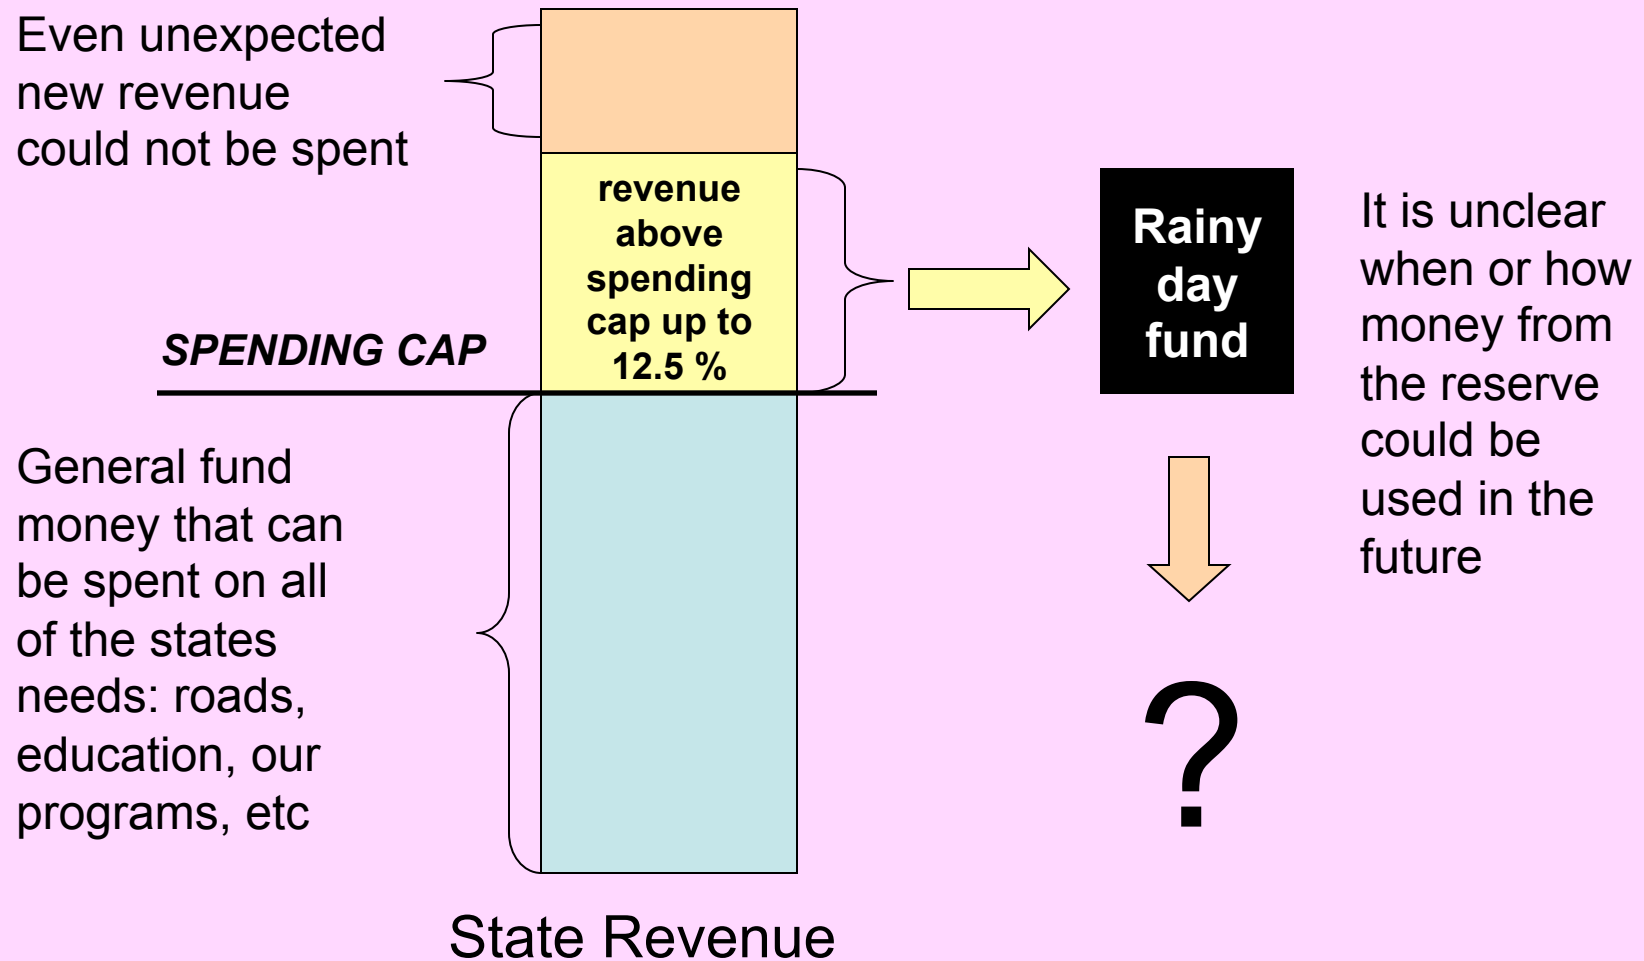 Even unexpected
new revenue
could not be spent
revenue
above
spending
cap up to
12.5 %
SPENDING CAP
General fund
money that can
be spent on all
of the states
needs: roads,
education, our
programs, etc
State Revenue
Rainy
day
fund
?
It is unclear
when or how
money from
the reserve
could be
used in the
future